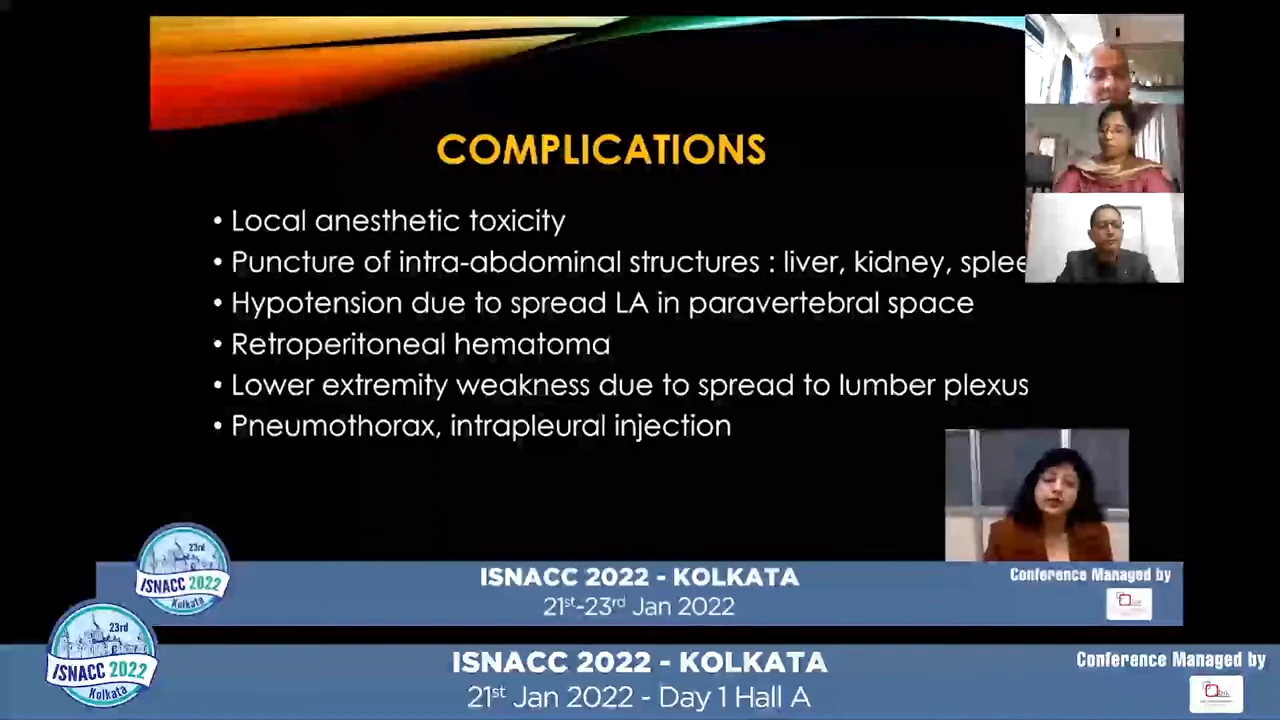 COMPLICATIONS
• Local anesthetic toxicity
• Puncture of intra-abdominal structures : liver, kidney, splee
• Hypotension due to spread LA in paravertebral space
• Retroperitoneal hematoma
• Lower extremity weakness due to spread to lumber plexus
• Pneumothorax, intrapleural injection
23rd
ISNACC 2022
Kolkata
ISNACC 2022 - KOLKATA
21st-23rd Jan 2022
Conference Managed by
23rd
ISNACC 2022
Kolkata
ISNACC 2022 - KOLKATA
21st Jan 2022 - Day 1 Hall A
Conference Managed by